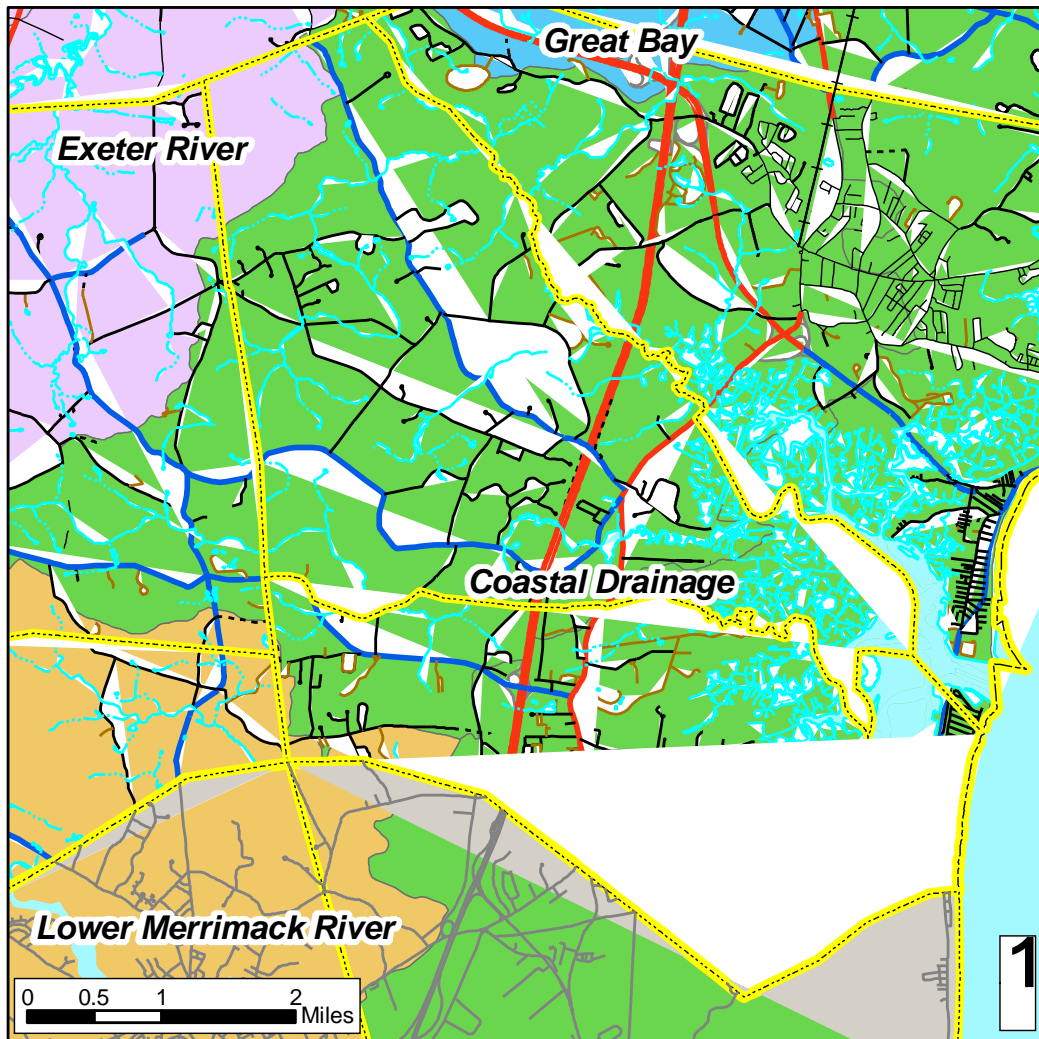 Great Bay
Exeter River
Coastal Drainage
Lower Merrimack River
0 0.5 1 2
Miles
1